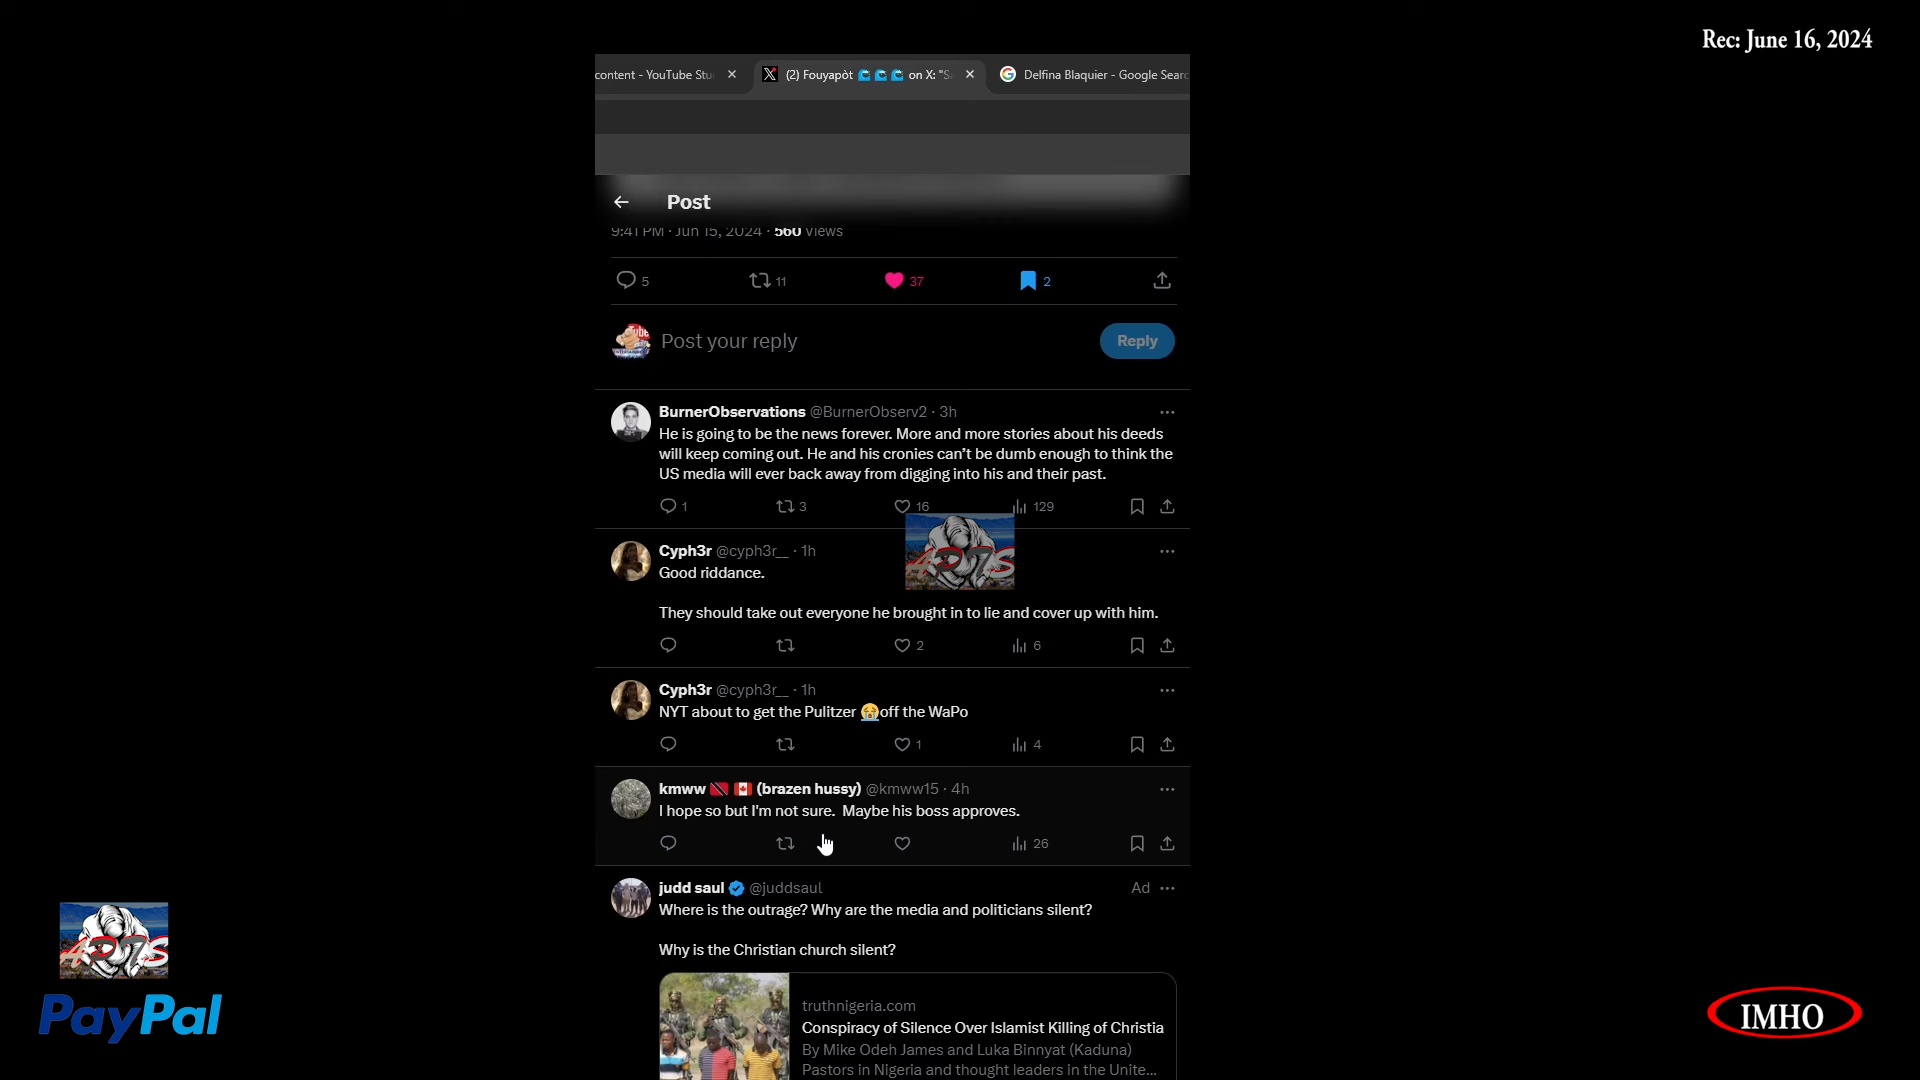 Rec: June 16, 2024
content - YouTube Stu
(2) Fouyapòt 🌊🌊🌊 on X: "S
Delfina Blaquier - Google Searc
Post
9:41 PM · Jun 15, 2024 · 560 Views
5 11 37 2
Post your reply
Reply
BurnerObservations @BurnerObserv2 · 3h
He is going to be the news forever. More and more stories about his deeds
will keep coming out. He and his cronies can’t be dumb enough to think the
US media will ever back away from digging into his and their past.
1 3 16 129
Cyph3r @cyph3r__ · 1h
Good riddance.
They should take out everyone he brought in to lie and cover up with him.
2 6
Cyph3r @cyph3r__ · 1h
NYT about to get the Pulitzer 😭off the WaPo
1 4
kmww 🇹🇹 🇨🇦 (brazen hussy) @kmww15 · 4h
I hope so but I'm not sure. Maybe his boss approves.
26
judd saul @juddsaul
Ad
Where is the outrage? Why are the media and politicians silent?
Why is the Christian church silent?
truthnigeria.com
Conspiracy of Silence Over Islamist Killing of Christia
By Mike Odeh James and Luka Binnyat (Kaduna)
Pastors in Nigeria and thought leaders in the Unite...
PayPal
IMHO